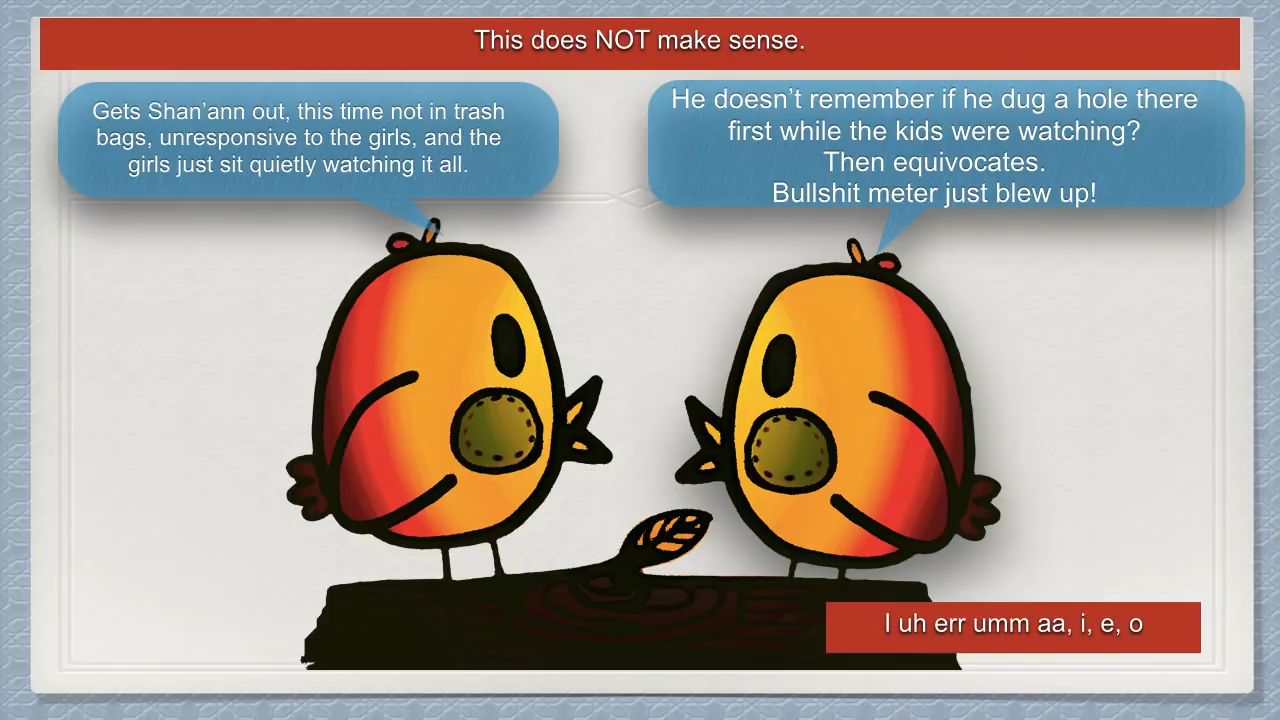 This does NOT make sense.
Gets Shan’ann out, this time not in trash
bags, unresponsive to the girls, and the
girls just sit quietly watching it all.
He doesn’t remember if he dug a hole there
first while the kids were watching?
Then equivocates.
Bullshit meter just blew up!
I uh err umm aa, i, e, o